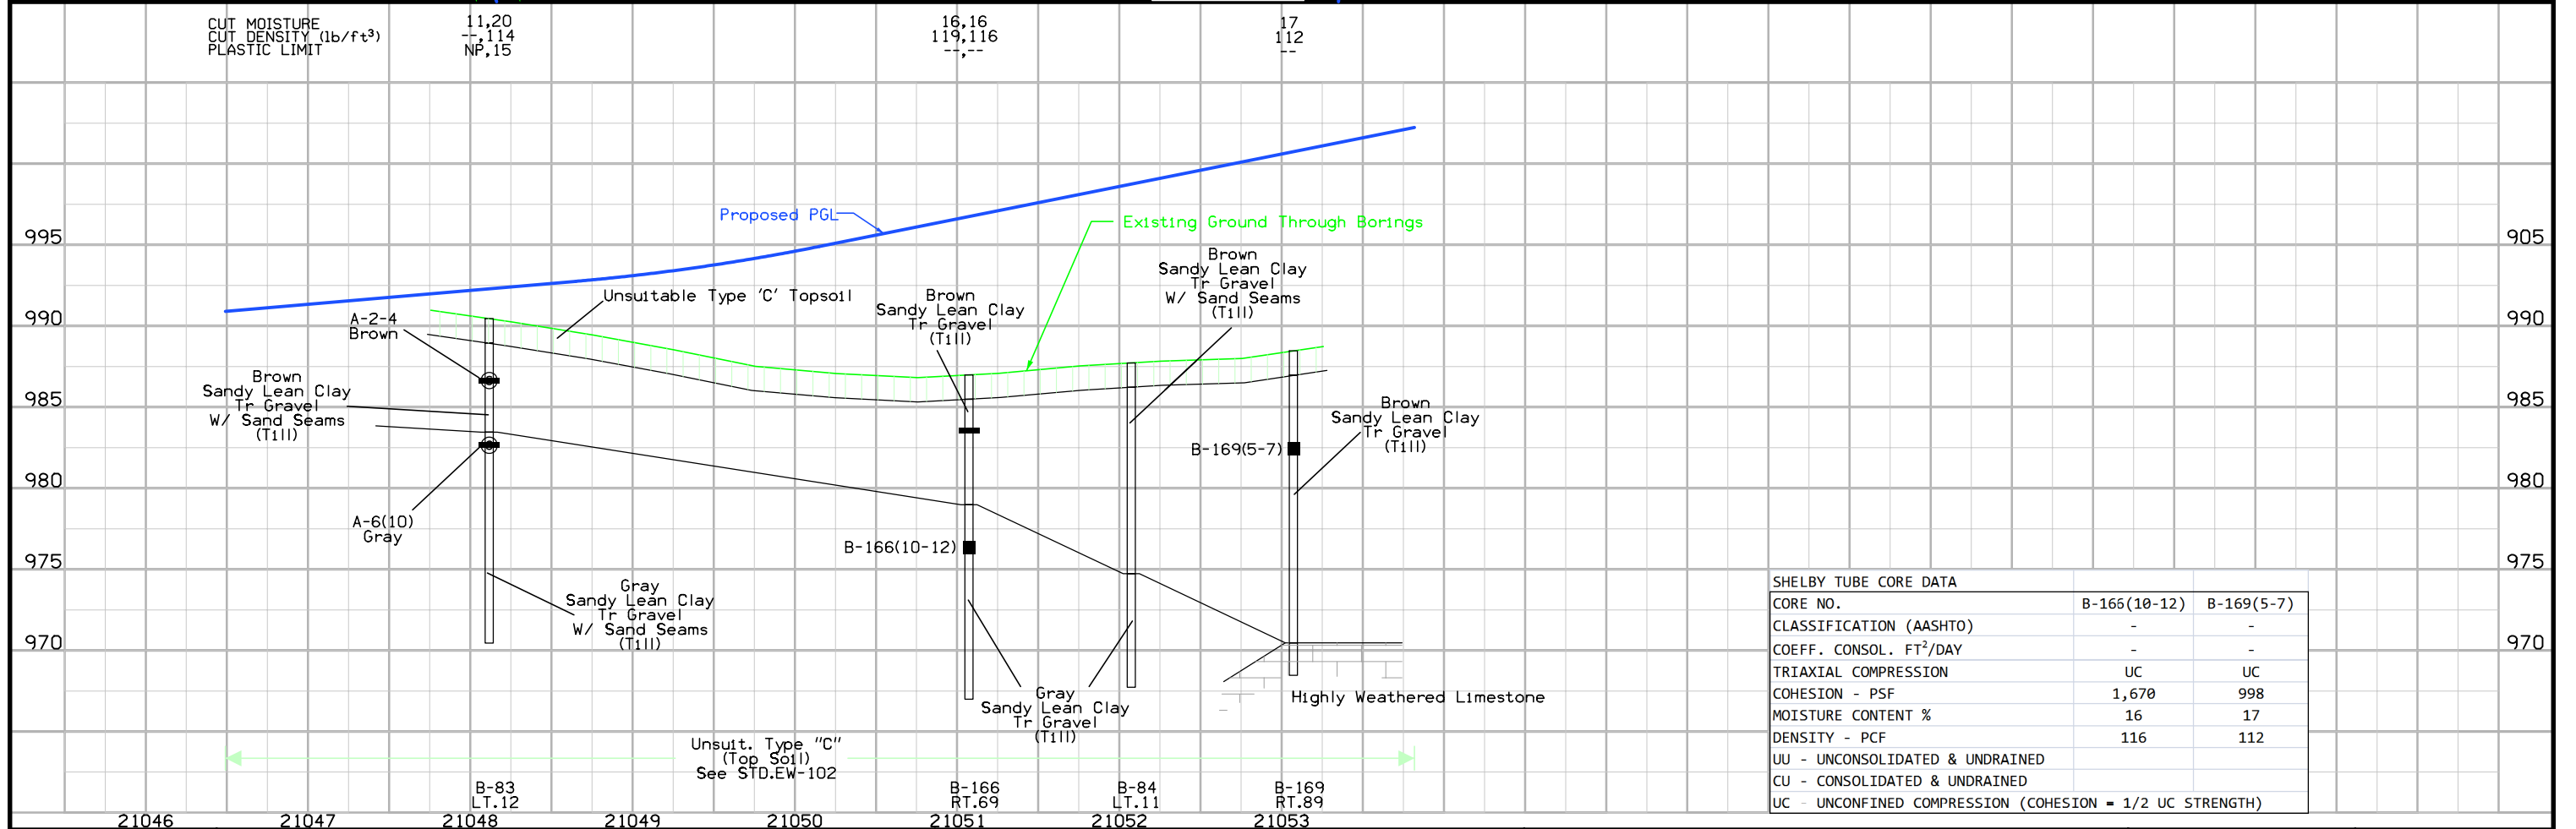 CUT MOISTURE
CUT DENSITY (lb/ft³)
PLASTIC LIMIT
11,20
--,114
NP,15
16,16
119,116
--,--
17
112
--
Proposed PGL
Existing Ground Through Borings
995
905
Unsuitable Type 'C' Topsoil
Brown
Sandy Lean Clay
Tr Gravel
(Till)
Brown
Sandy Lean Clay
Tr Gravel
W/ Sand Seams
(Till)
990
990
A-2-4
Brown
Brown
Sandy Lean Clay
Tr Gravel
W/ Sand Seams
(Till)
985
985
Brown
Sandy Lean Clay
Tr Gravel
(Till)
B-169(5-7)
980
980
A-6(10)
Gray
B-166(10-12)
975
975
Gray
Sandy Lean Clay
Tr Gravel
W/ Sand Seams
(Till)
970
970
Gray
Sandy Lean Clay
Tr Gravel
(Till)
Highly Weathered Limestone
Unsuit. Type "C"
(Top Soil)
See STD.EW-102
SHELBY TUBE CORE DATA
CORE NO. B-166(10-12) B-169(5-7)
CLASSIFICATION (AASHTO) - -
COEFF. CONSOL. FT²/DAY - -
TRIAXIAL COMPRESSION UC UC
COHESION - PSF 1,670 998
MOISTURE CONTENT % 16 17
DENSITY - PCF 116 112
UU - UNCONSOLIDATED & UNDRAINED
CU - CONSOLIDATED & UNDRAINED
UC - UNCONFINED COMPRESSION (COHESION = 1/2 UC STRENGTH)
B-83
LT.12
B-166
RT.69
B-84
LT.11
B-169
RT.89
21046 21047 21048 21049 21050 21051 21052 21053